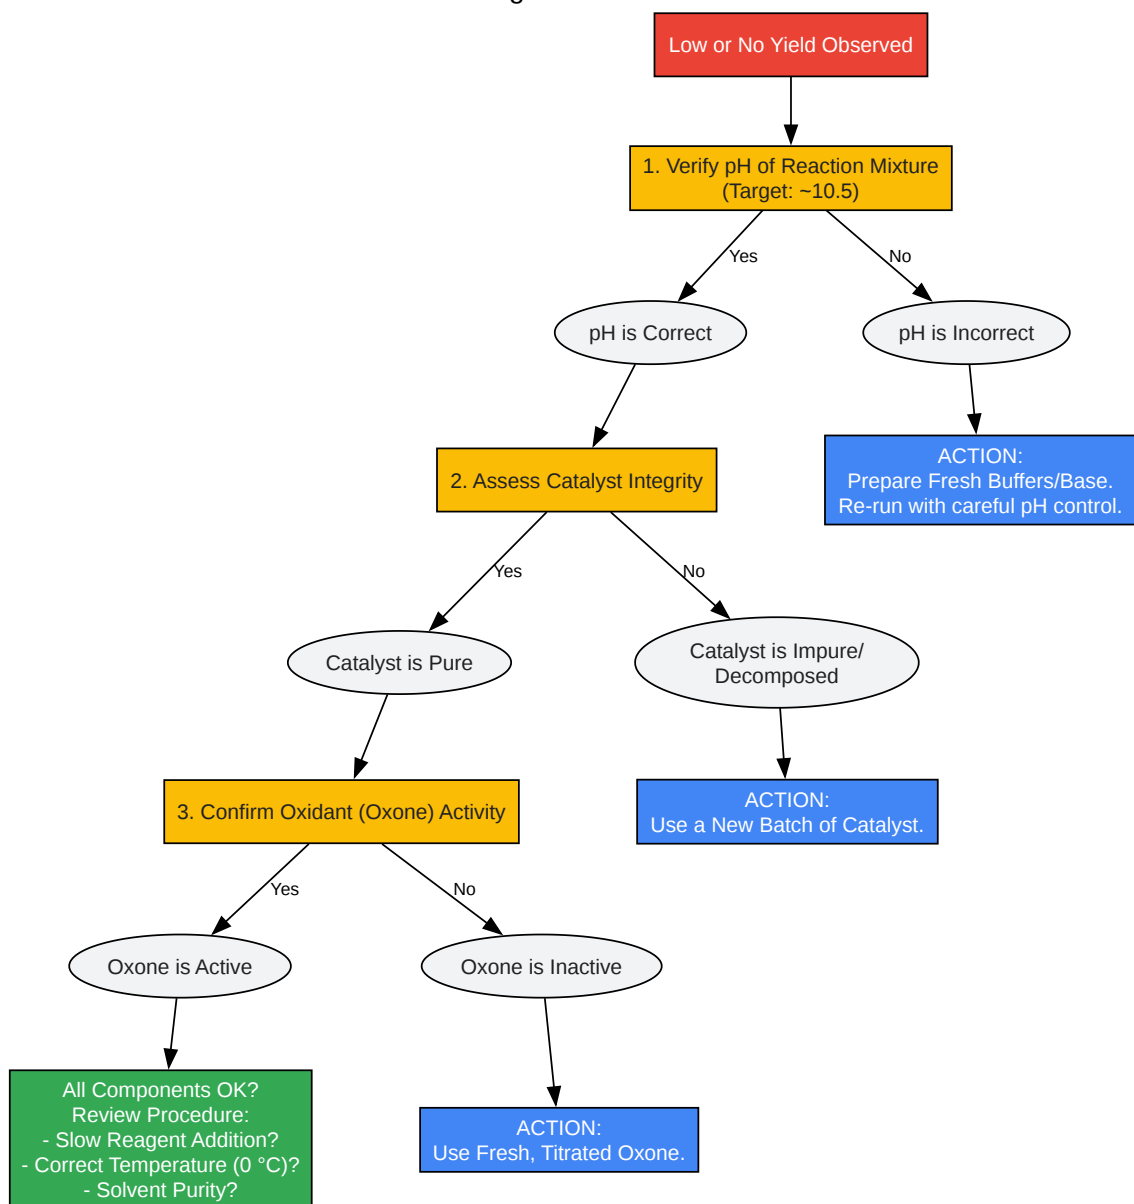 Low or No Yield Observed
1. Verify pH of Reaction Mixture
(Target: ~10.5)
Yes
No
pH is Correct
pH is Incorrect
2. Assess Catalyst Integrity
ACTION:
Prepare Fresh Buffers/Base.
Re-run with careful pH control.
Yes
No
Catalyst is Pure
Catalyst is Impure/
Decomposed
3. Confirm Oxidant (Oxone) Activity
ACTION:
Use a New Batch of Catalyst.
Yes
No
Oxone is Active
Oxone is Inactive
All Components OK?
Review Procedure:
- Slow Reagent Addition?
- Correct Temperature (0 °C)?
- Solvent Purity?
ACTION:
Use Fresh, Titrated Oxone.